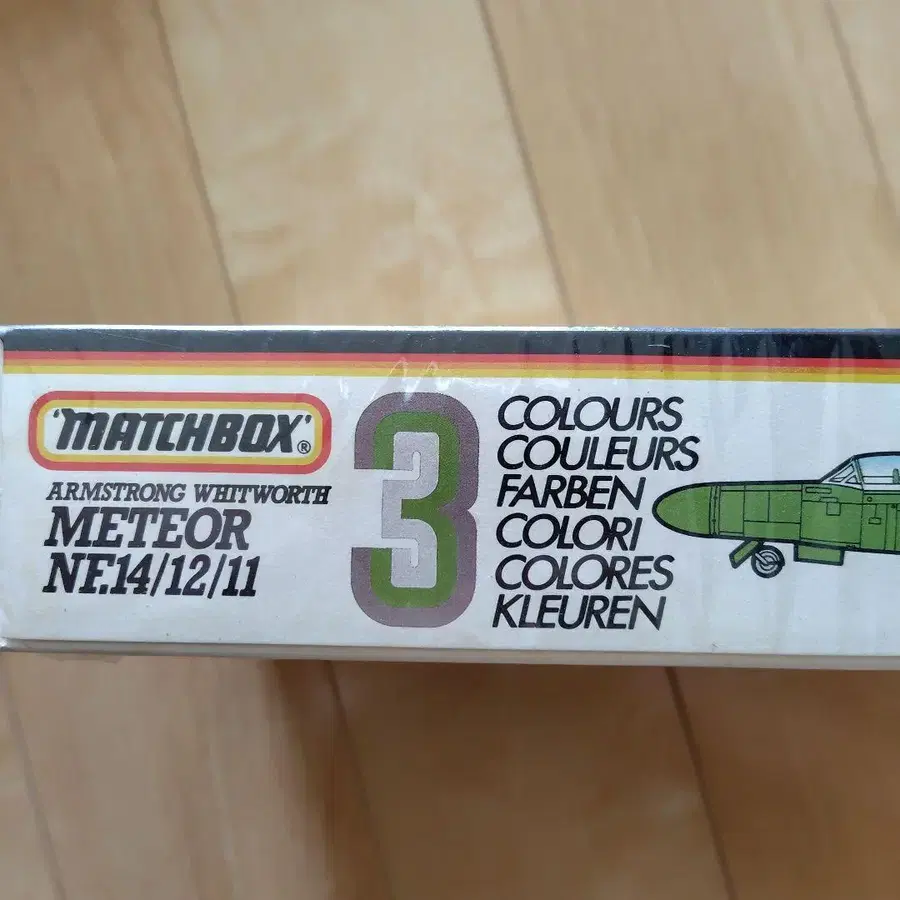 'MATCHBOX'®
ARMSTRONG WHITWORTH
METEOR
NF.14/12/11
3
COLOURS
COULEURS
FARBEN
COLORI
COLORES
KLEUREN